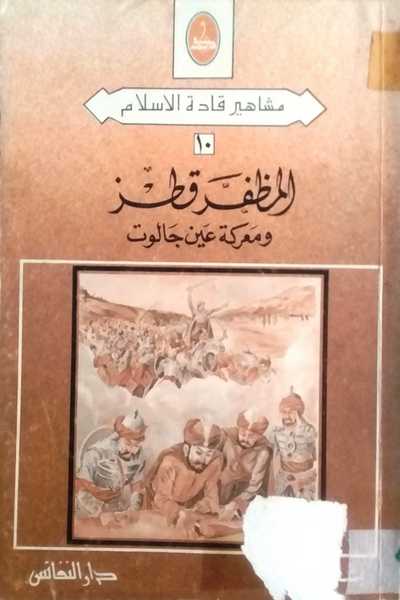 مشاهير قادة الاسلام
١٠
المظفر قطز
ومعركة عين جالوت
دار النفائس